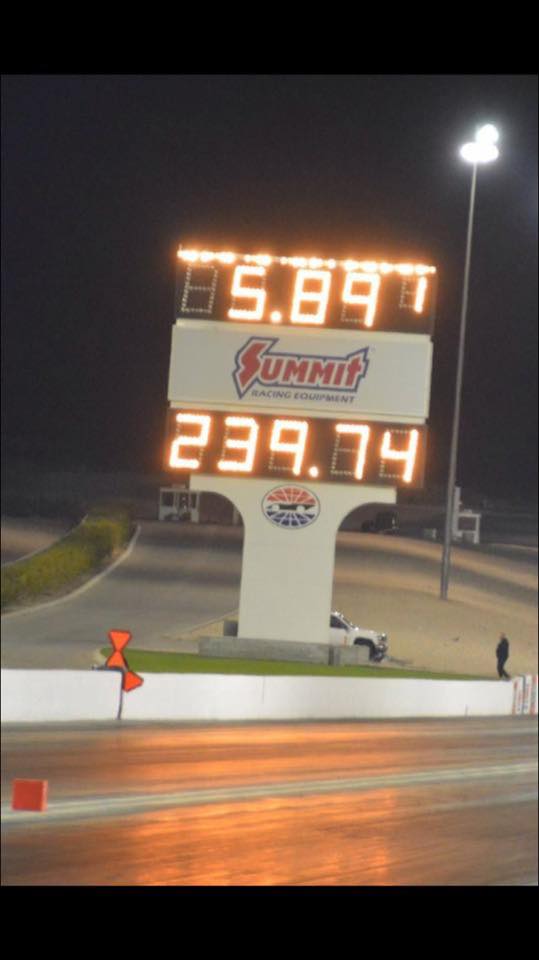 5.891
SUMMIT
RACING EQUIPMENT
239.74